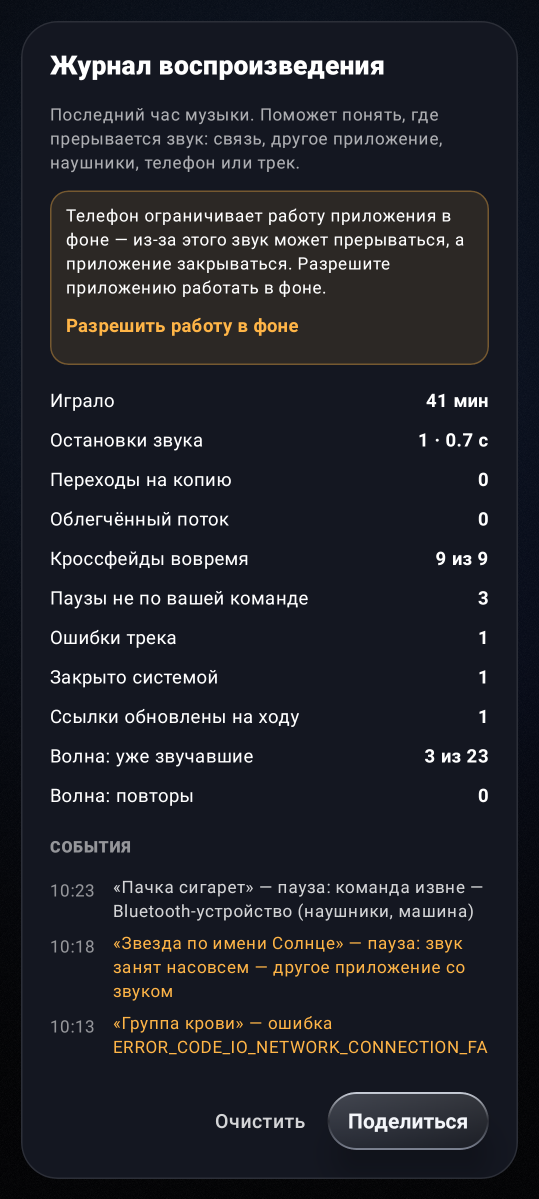 Журнал воспроизведения
Последний час музыки. Поможет понять, где
прерывается звук: связь, другое приложение,
наушники, телефон или трек.
Телефон ограничивает работу приложения в
фоне — из-за этого звук может прерываться, а
приложение закрываться. Разрешите
приложению работать в фоне.
Разрешить работу в фоне
Играло 41 мин
Остановки звука 1 · 0.7 с
Переходы на копию 0
Облегчённый поток 0
Кроссфейды вовремя 9 из 9
Паузы не по вашей команде 3
Ошибки трека 1
Закрыто системой 1
Ссылки обновлены на ходу 1
Волна: уже звучавшие 3 из 23
Волна: повторы 0
СОБЫТИЯ
10:23 «Пачка сигарет» — пауза: команда извне —
Bluetooth-устройство (наушники, машина)
10:18 «Звезда по имени Солнце» — пауза: звук
занят насовсем — другое приложение со
звуком
10:13 «Группа крови» — ошибка
ERROR_CODE_IO_NETWORK_CONNECTION_FA
Очистить Поделиться